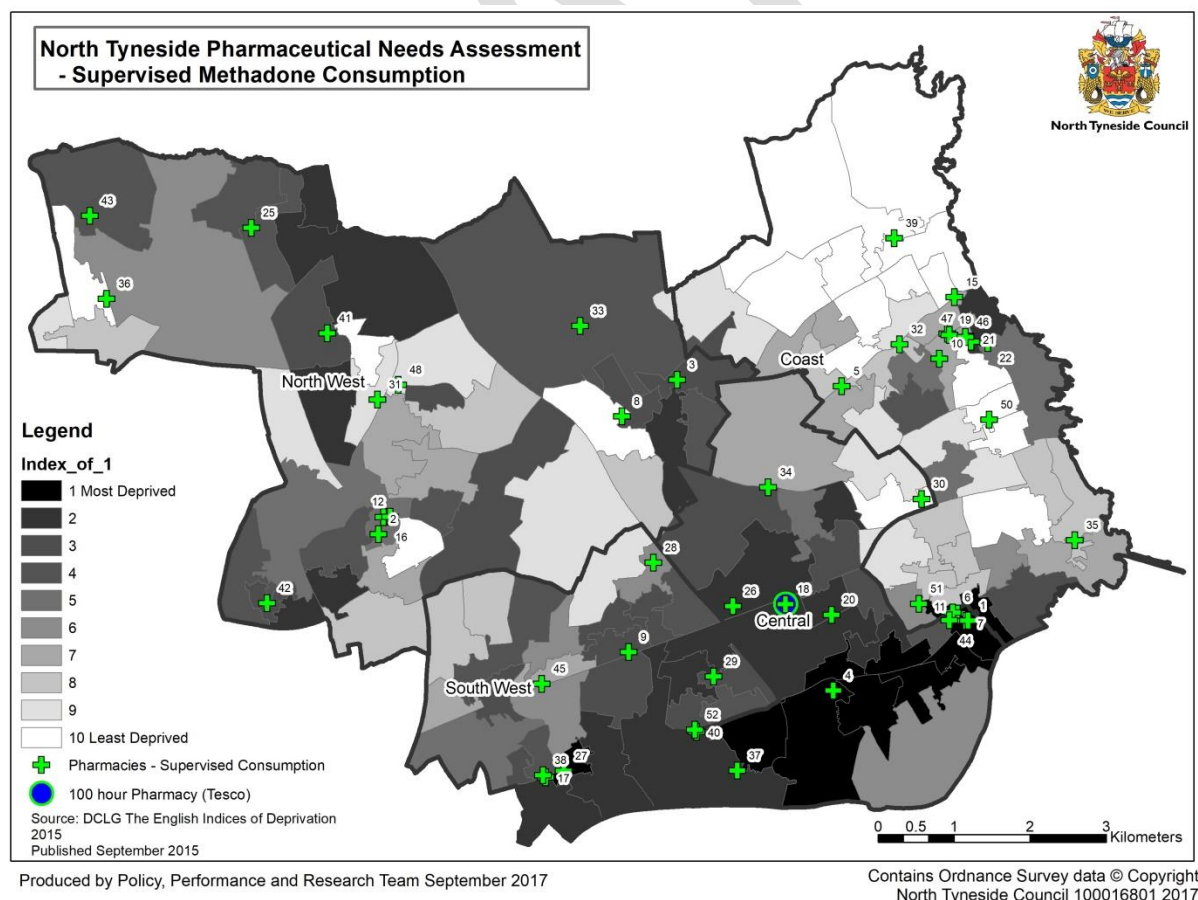 North Tyneside Pharmaceutical Needs Assessment
- Supervised Methadone Consumption
North Tyneside Council
43
25
39
36
15
41
33
47
19
46
32
10
21
22
Coast
3
5
48
North West
31
8
50
34
30
12
2
16
35
28
42
26
18
20
51
6
1
11
7
Central
44
9
29
45
South West
4
52
40
38
27
37
17
Legend
Index_of_1
1 Most Deprived
2
3
4
5
6
7
8
9
10 Least Deprived
Pharmacies - Supervised Consumption
100 hour Pharmacy (Tesco)
Source: DCLG The English Indices of Deprivation
2015
Published September 2015
0 0.5 1 2 3
Kilometers
Produced by Policy, Performance and Research Team September 2017
Contains Ordnance Survey data © Copyright
North Tyneside Council 100016801 2017